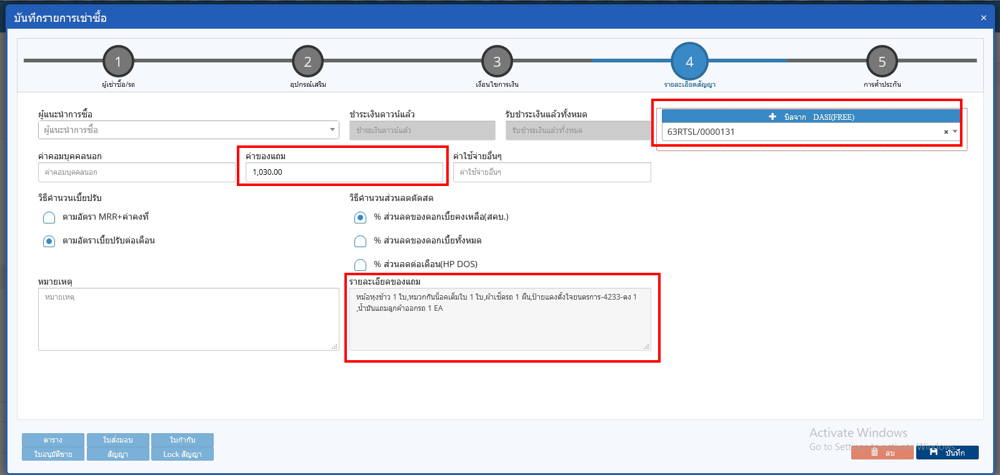 บันทึกรายการเช่าซื้อ
×
1
2
3
4
5
ผู้เช่าซื้อ/รถ
อุปกรณ์เสริม
เงื่อนไขการเงิน
รายละเอียดสัญญา
การค้ำประกัน
ผู้แนะนำการซื้อ
ชำระเงินดาวน์แล้ว
รับชำระเงินแล้วทั้งหมด
บิลจาก DASI(FREE)
ผู้แนะนำการซื้อ
ชำระเงินดาวน์แล้ว
รับชำระเงินแล้วทั้งหมด
63RTSL/0000131
×
ค่าคอมบุคคลนอก
ค่าของแถม
ค่าใช้จ่ายอื่นๆ
ค่าคอมบุคคลนอก
1,030.00
ค่าใช้จ่ายอื่นๆ
วิธีคำนวนเบี้ยปรับ
วิธีคำนวนส่วนลดตัดสด
ตามอัตรา MRR+ค่าคงที่
% ส่วนลดของดอกเบี้ยคงเหลือ(สคบ.)
ตามอัตราเบี้ยปรับต่อเดือน
% ส่วนลดของดอกเบี้ยทั้งหมด
% ส่วนลดต่อเดือน(HP DOS)
หมายเหตุ
รายละเอียดของแถม
หมายเหตุ
หม้อหุงข้าว 1 ใบ,หมวกกันน็อคเต็มใบ 1 ใบ,ผ้าเช็ดรถ 1 ผืน,ป้ายแดงตั้งใจยนตรการ-4233-ตง 1
,น้ำมันแถมลูกค้าออกรถ 1 EA
ตาราง
ใบส่งมอบ
ใบกำกับ
ใบอนุมัติขาย
สัญญา
Lock สัญญา
Activate Windows
Go to Settings to activate Windows.
ลบ
บันทึก